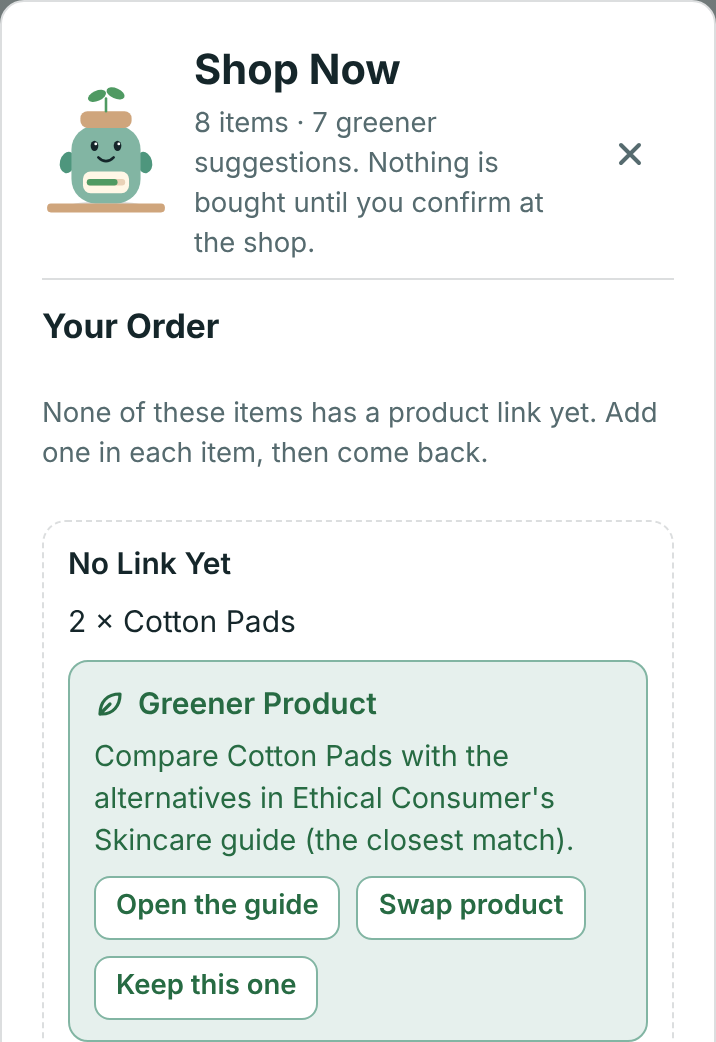 Shop Now
8 items · 7 greener
suggestions. Nothing is
bought until you confirm at
the shop.
Your Order
None of these items has a product link yet. Add
one in each item, then come back.
No Link Yet
2 × Cotton Pads
Greener Product
Compare Cotton Pads with the
alternatives in Ethical Consumer's
Skincare guide (the closest match).
Open the guide
Swap product
Keep this one